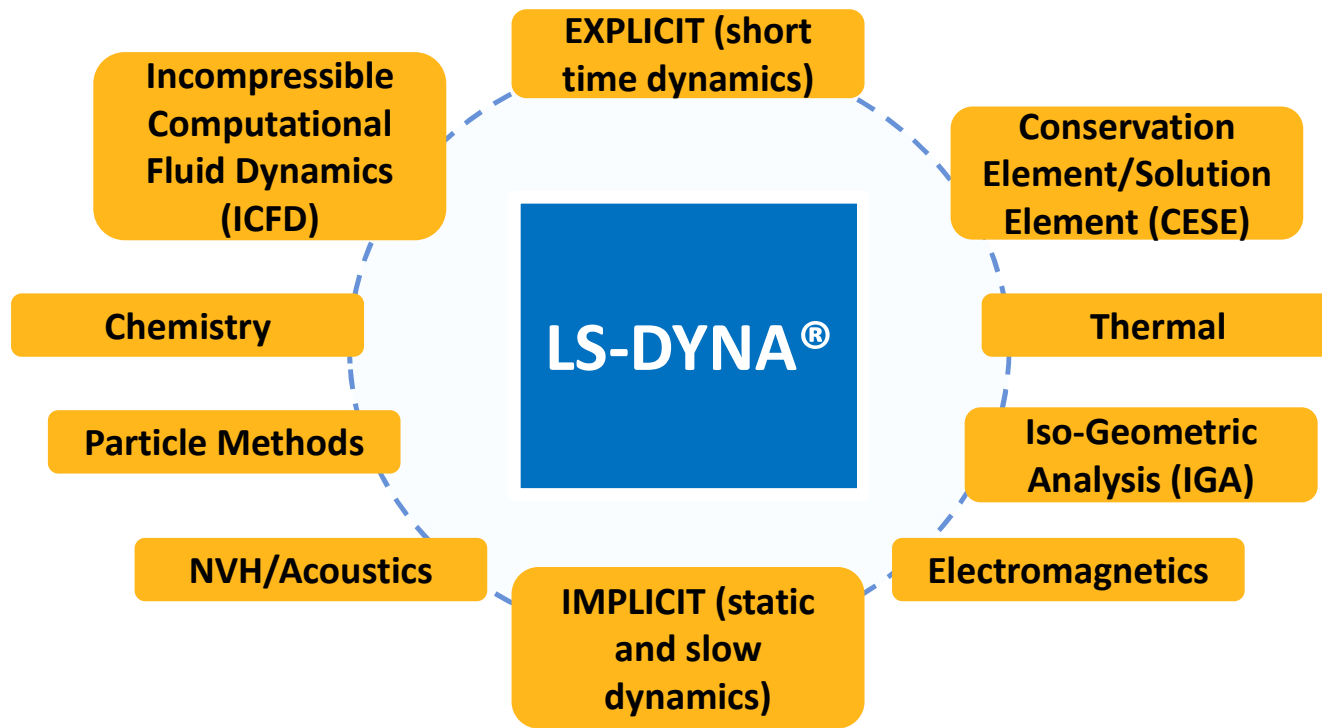 EXPLICIT (short
time dynamics)
Incompressible
Computational
Fluid Dynamics
(ICFD)
Conservation
Element/Solution
Element (CESE)
Chemistry
LS-DYNA®
Thermal
Particle Methods
Iso-Geometric
Analysis (IGA)
NVH/Acoustics
Electromagnetics
IMPLICIT (static
and slow
dynamics)